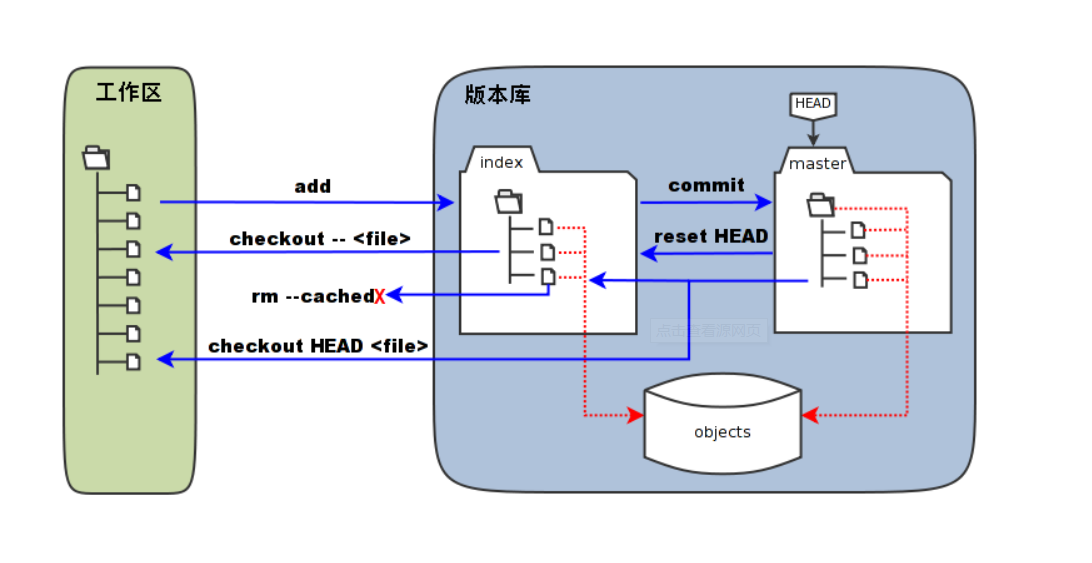 工作区
版本库
HEAD
index
master
add
commit
checkout -- <file>
reset HEAD
rm --cachedX
点击查看源网页
checkout HEAD <file>
objects